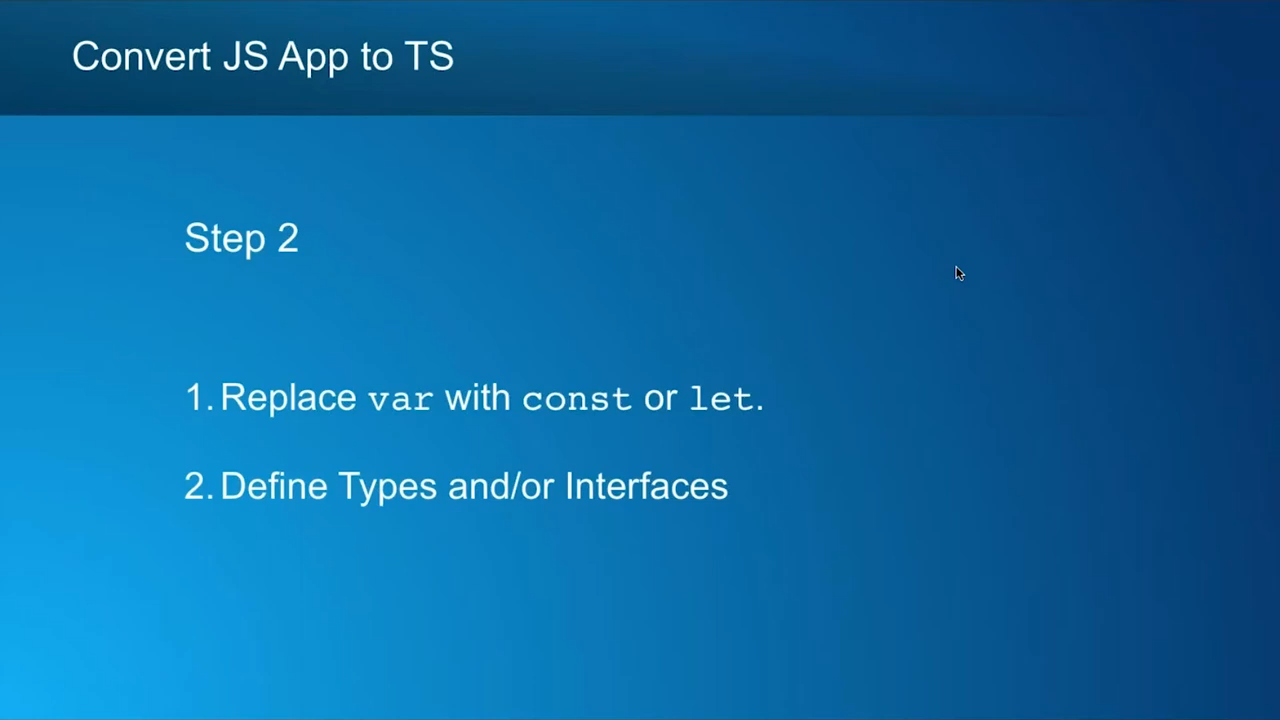 Convert JS App to TS
Step 2
1. Replace var with const or let.
2. Define Types and/or Interfaces